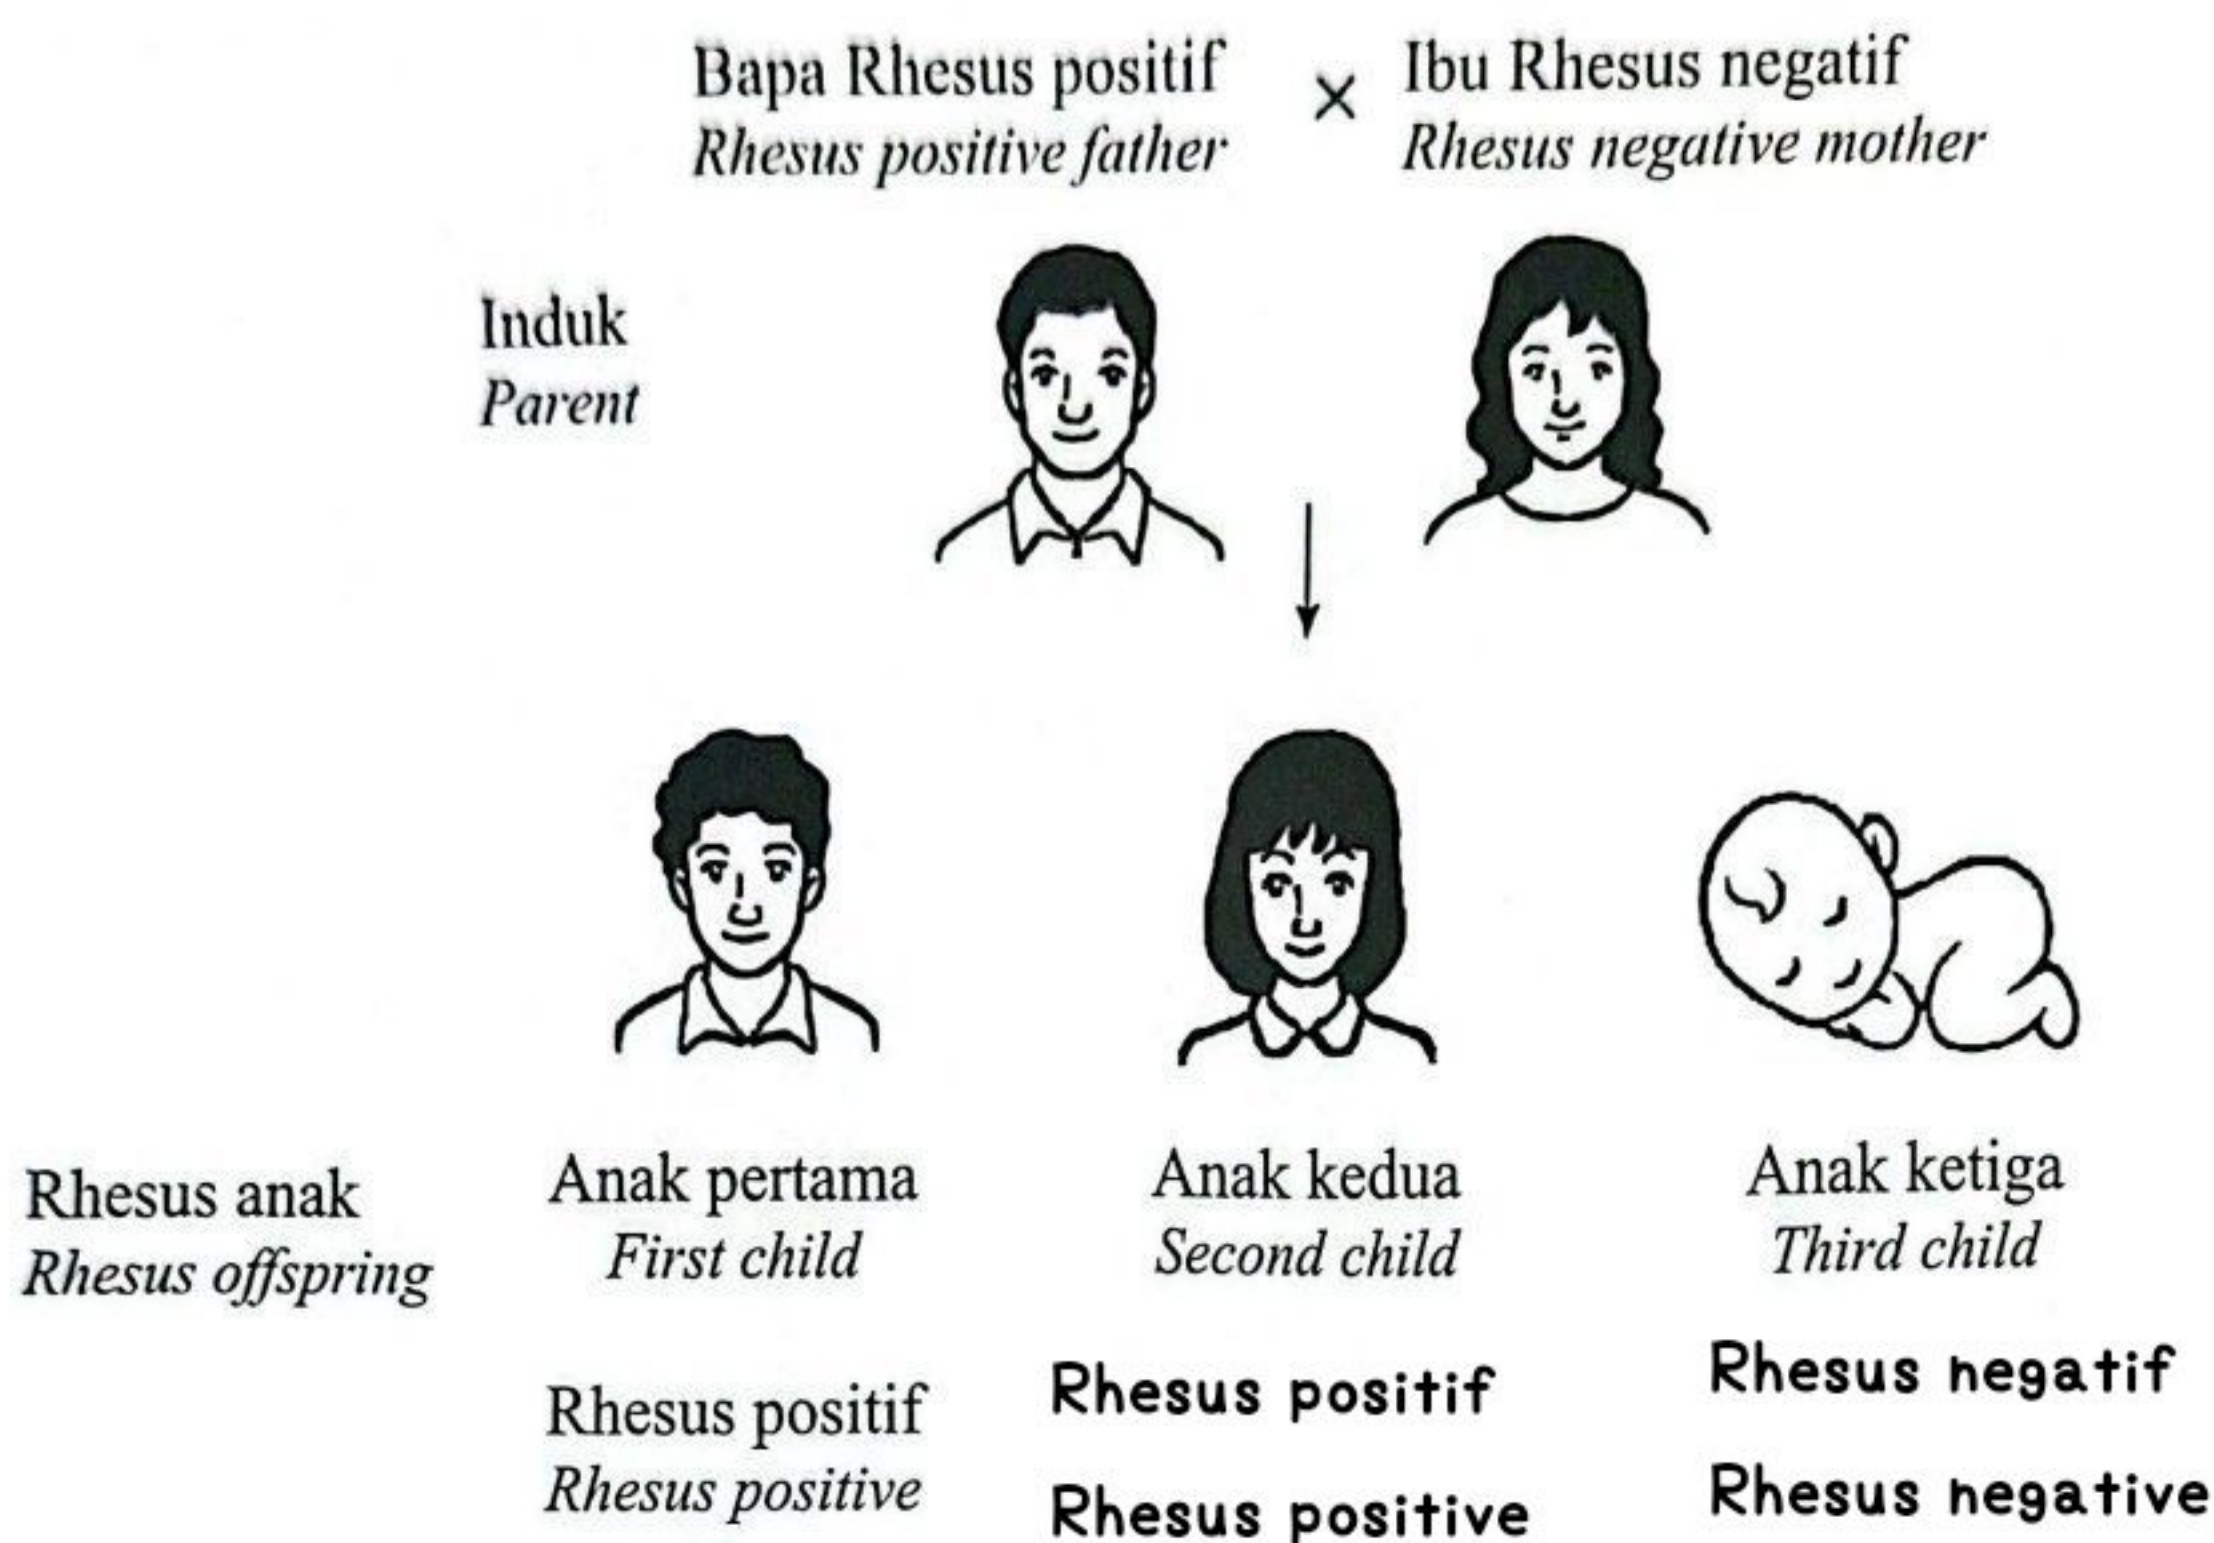 Bapa Rhesus positif × Ibu Rhesus negatif
Rhesus positive father Rhesus negative mother
Induk
Parent
Rhesus anak Anak pertama Anak kedua Anak ketiga
Rhesus offspring First child Second child Third child
Rhesus positif Rhesus positif Rhesus negatif
Rhesus positive Rhesus positive Rhesus negative